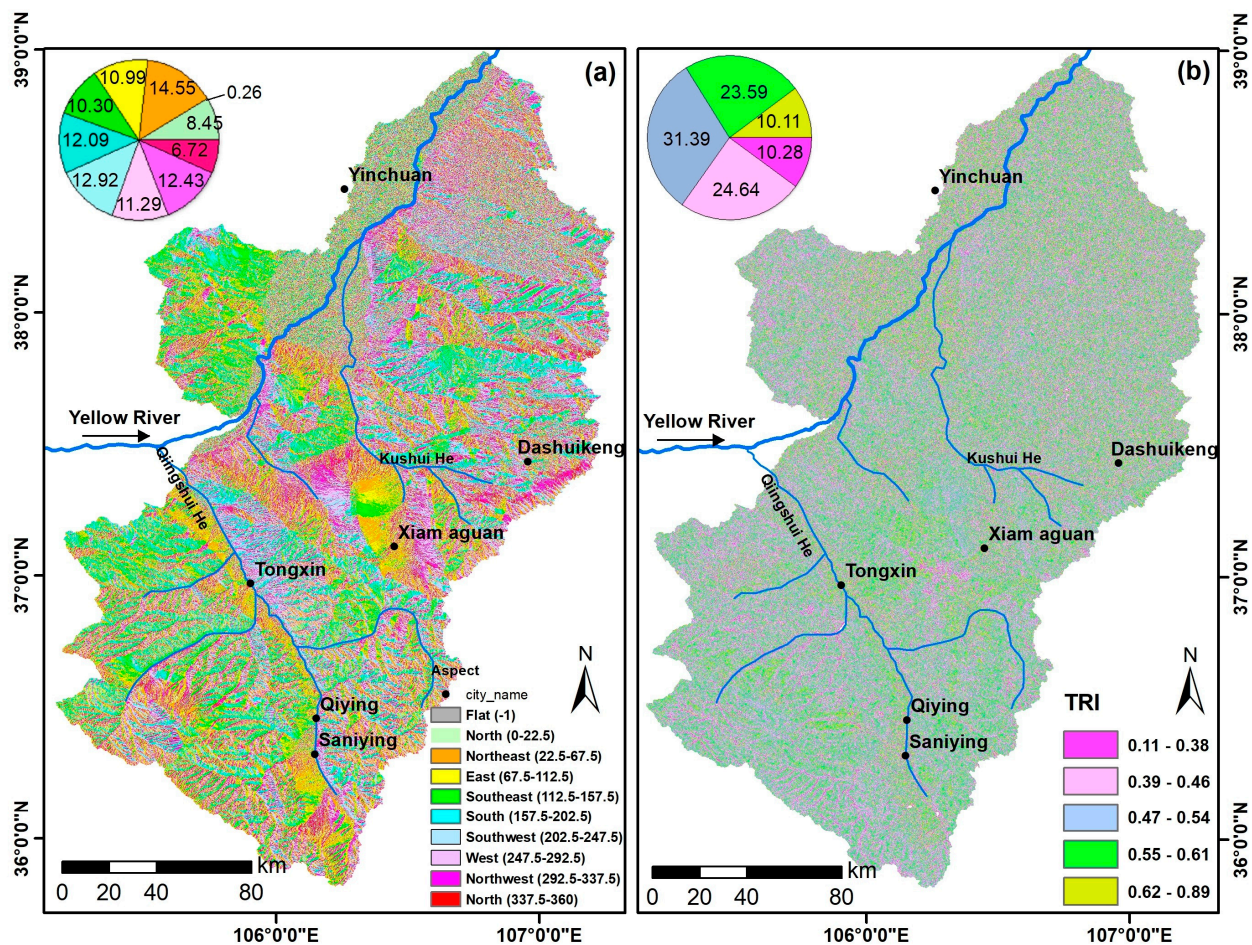 39°0'0"N
38°0'0"N
37°0'0"N
36°0'0"N
(a)
10.99
14.55
0.26
10.30
8.45
12.09
6.72
12.92
12.43
11.29
Yinchuan
Yellow River
Dashuikeng
Kushui He
Qiingshui He
Xiam aguan
Tongxin
Qiying
Saniying
N
Aspect
city_name
Flat (-1)
North (0-22.5)
Northeast (22.5-67.5)
East (67.5-112.5)
Southeast (112.5-157.5)
South (157.5-202.5)
Southwest (202.5-247.5)
West (247.5-292.5)
Northwest (292.5-337.5)
North (337.5-360)
km
0 20 40 80
106°0'0"E
107°0'0"E
(b)
23.59
10.11
31.39
10.28
24.64
Yinchuan
Yellow River
Dashuikeng
Kushui He
Qiingshui He
Xiam aguan
Tongxin
Qiying
Saniying
N
TRI
0.11 - 0.38
0.39 - 0.46
0.47 - 0.54
0.55 - 0.61
0.62 - 0.89
km
0 20 40 80
106°0'0"E
107°0'0"E
39°0'0"N
38°0'0"N
37°0'0"N
36°0'0"N